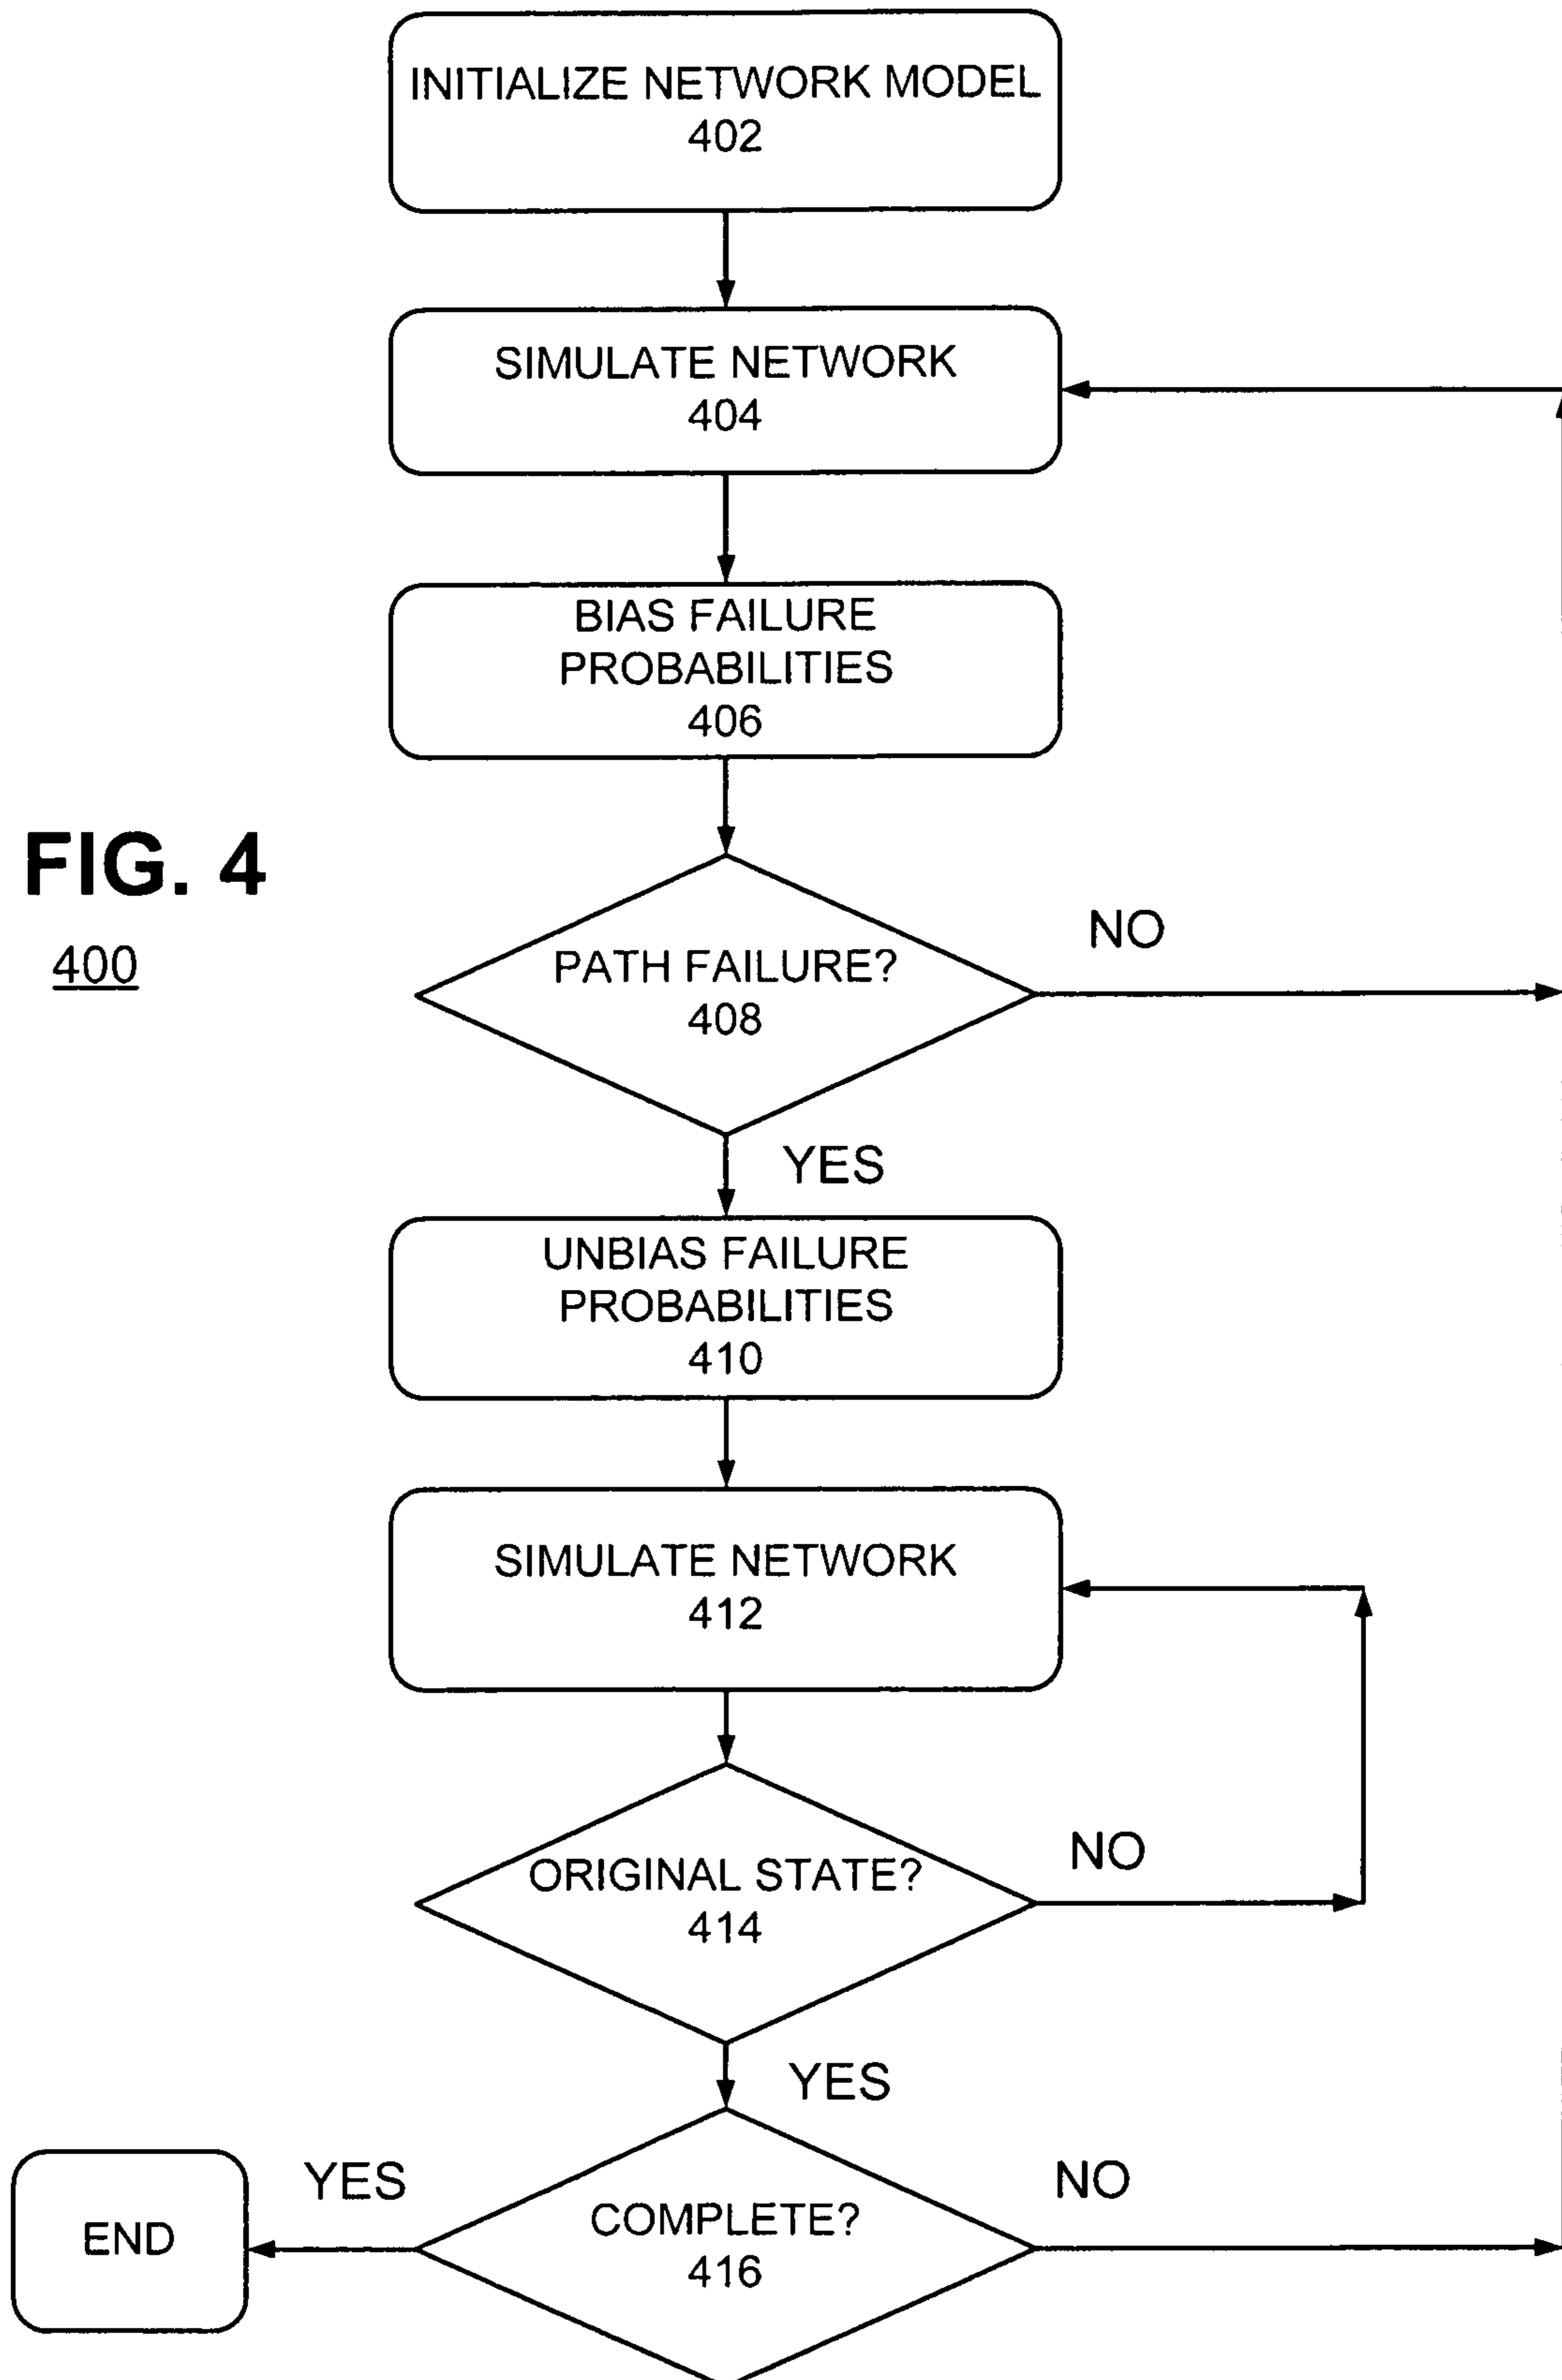 INITIALIZE NETWORK MODEL
402
SIMULATE NETWORK
404
BIAS FAILURE
PROBABILITIES
406
FIG. 4
400
PATH FAILURE?
408
NO
YES
UNBIAS FAILURE
PROBABILITIES
410
SIMULATE NETWORK
412
ORIGINAL STATE?
414
NO
YES
COMPLETE?
416
YES
NO
END